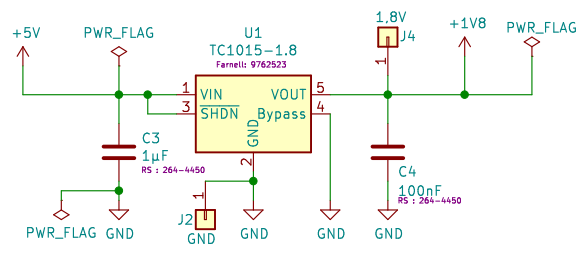 +5V
PWR_FLAG
U1
TC1015-1.8
Farnell: 9762523
1,8V
J4
1
+1V8
PWR_FLAG
1
VIN
VOUT
5
3
SHDN
Bypass
4
GND
2
C3
1µF
RS : 264-4450
C4
100nF
RS : 264-4450
1
J2
GND
PWR_FLAG
GND
GND
GND
GND